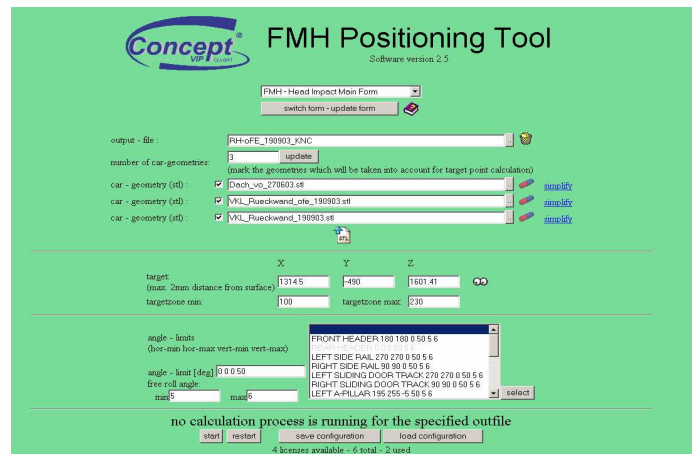 Concept®
VIP GmbH
FMH Positioning Tool
Software version 2.5
FMH - Head Impact Main Form
switch form - update form
output - file : RH-oFE_190903_KNC ..
number of car-geometries: 3 update
(mark the geometries which will be taken into account for target point calculation)
car - geometry (stl) : Dach_vo_270603.stl .. simplify
car - geometry (stl) : VKL_Rueckwand_ofe_190903.stl .. simplify
car - geometry (stl) : VKL_Rueckwand_190903.stl .. simplify
STL
X Y Z
target:
(max. 2mm distance from surface) 1314.5 -490 1601.41
targetzone min: 100 targetzone max: 230
angle - limits
(hor-min hor-max vert-min vert-max)
FRONT HEADER 180 180 0 50 5 6
REAR HEADER 0 0 0 50 5 6
LEFT SIDE RAIL 270 270 0 50 5 6
RIGHT SIDE RAIL 90 90 0 50 5 6
LEFT SLIDING DOOR TRACK 270 270 0 50 5 6
RIGHT SLIDING DOOR TRACK 90 90 0 50 5 6
LEFT A-PILLAR 195 255 -5 50 5 6
angle - limit [deg] 0 0 0 50
free roll angle:
min 5 max 6 select
no calculation process is running for the specified outfile
start restart save configuration load configuration
4 licenses available - 6 total - 2 used